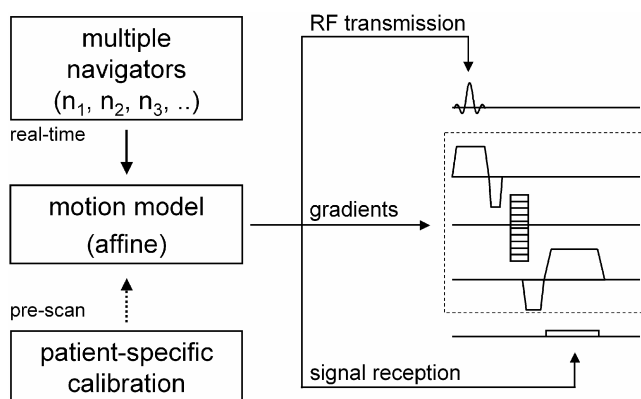 multiple
navigators
(n₁, n₂, n₃, ..)
real-time
motion model
(affine)
pre-scan
patient-specific
calibration
RF transmission
gradients
signal reception